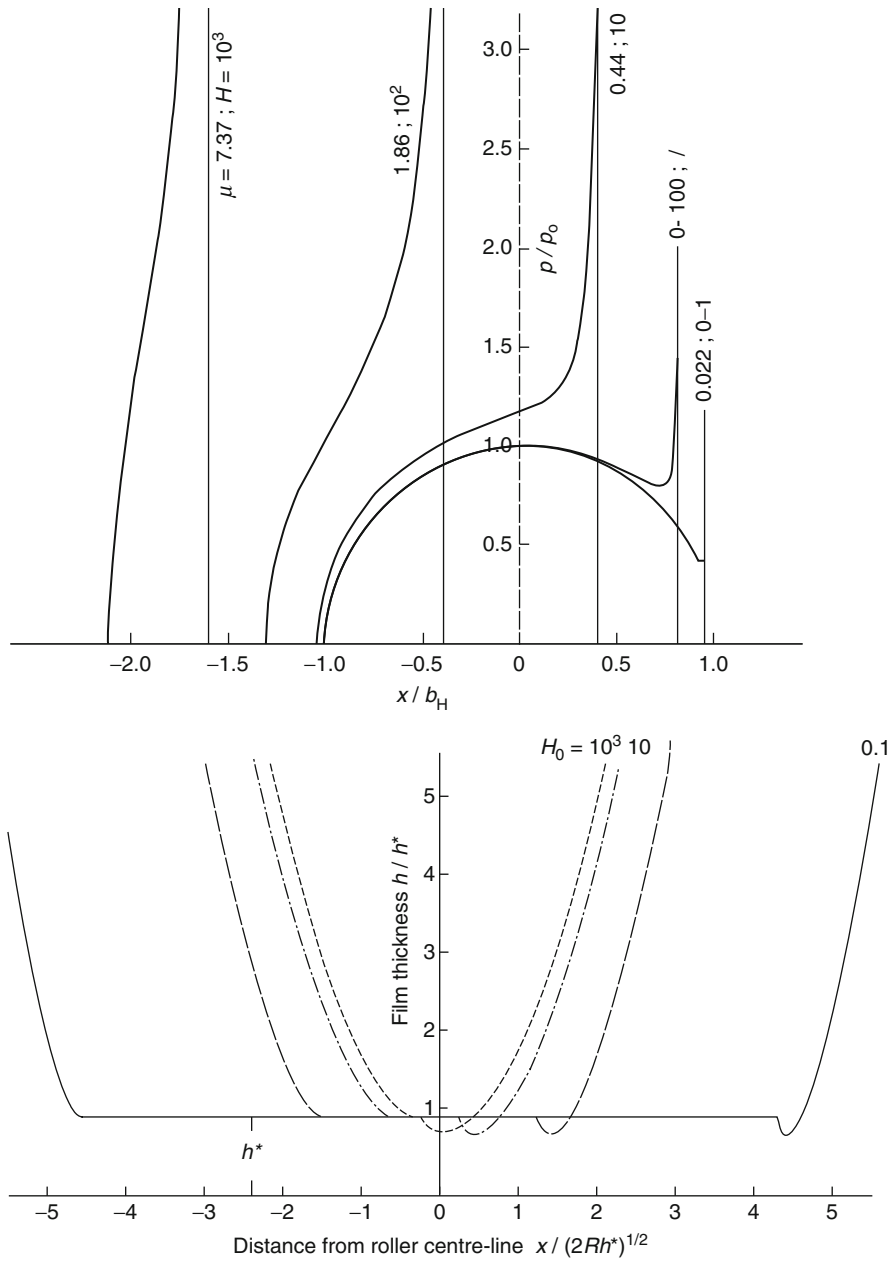 3.0
2.5
2.0
1.5
1.0
0.5
p / pₒ
μ = 7.37 ; H = 10³
1.86 ; 10²
0.44 ; 10
0- 100 ; /
0.022 ; 0–1
–2.0 –1.5 –1.0 –0.5 0 0.5 1.0
x / b_H
H₀ = 10³ 10 0.1
5
4
3
2
1
Film thickness h / h*
h*
–5 –4 –3 –2 –1 0 1 2 3 4 5
Distance from roller centre-line x / (2Rh*)^1/2